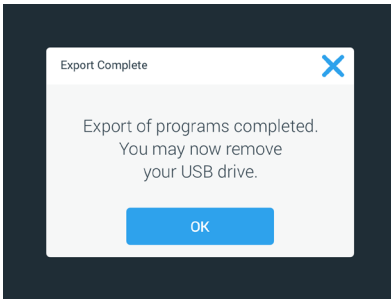 Export Complete
Export of programs completed.
You may now remove
your USB drive.
OK